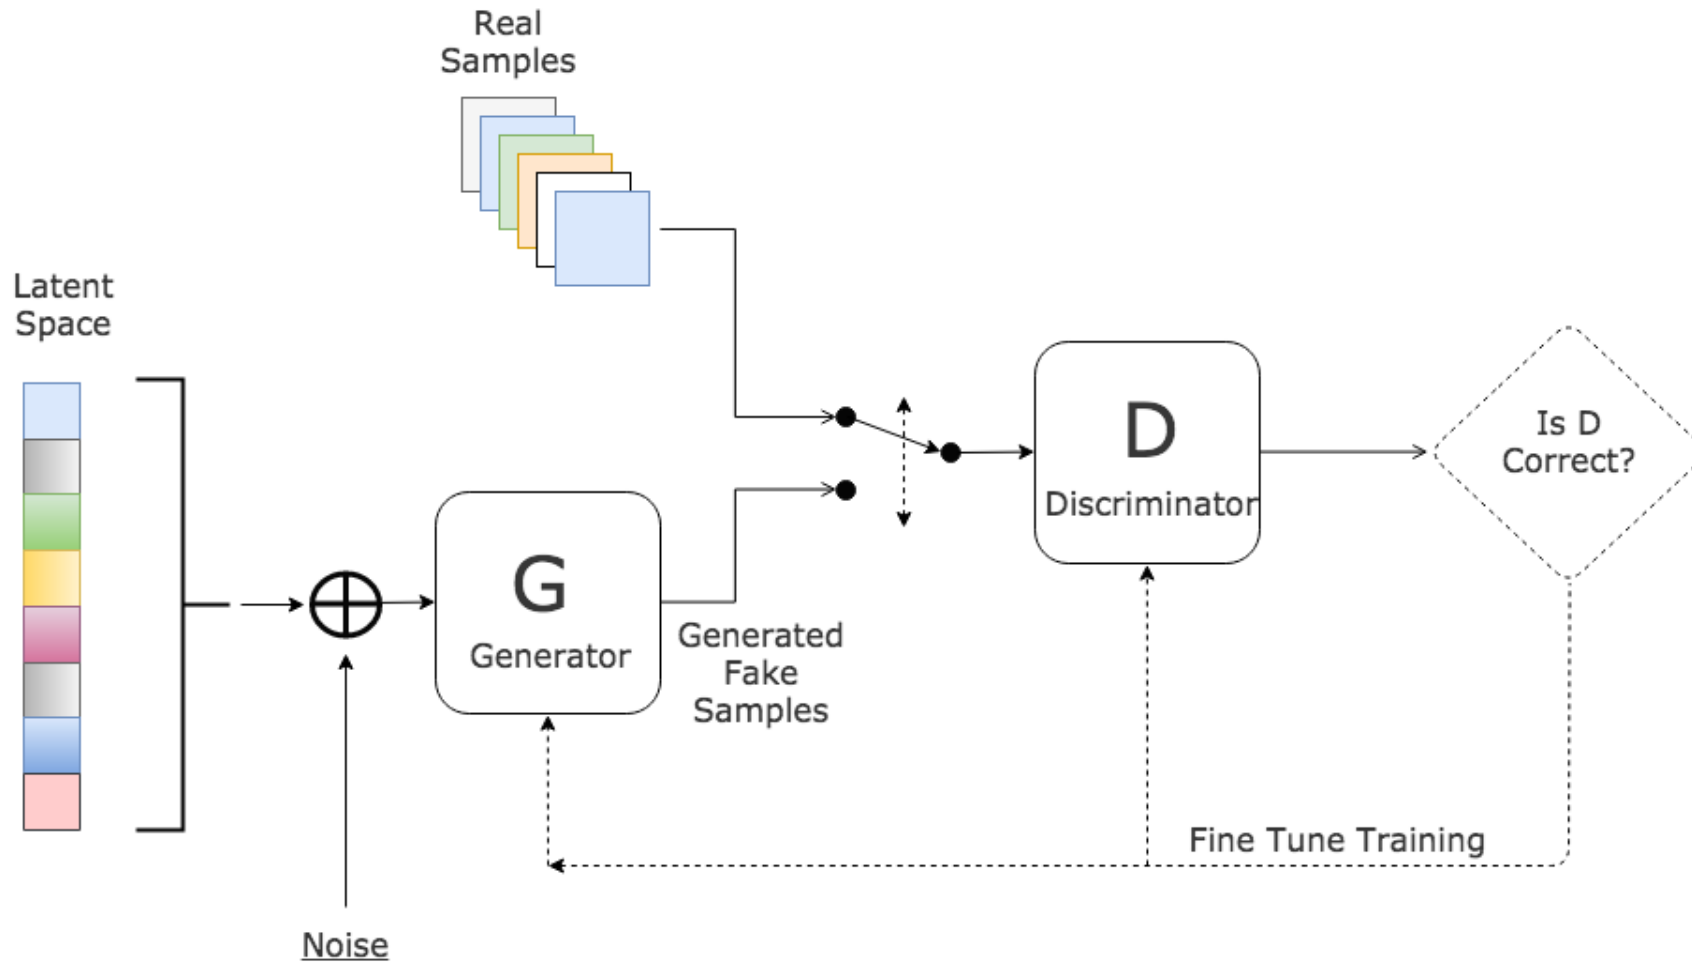 Real
Samples
Latent
Space
D
Discriminator
Is D
Correct?
G
Generator
Generated
Fake
Samples
Fine Tune Training
Noise